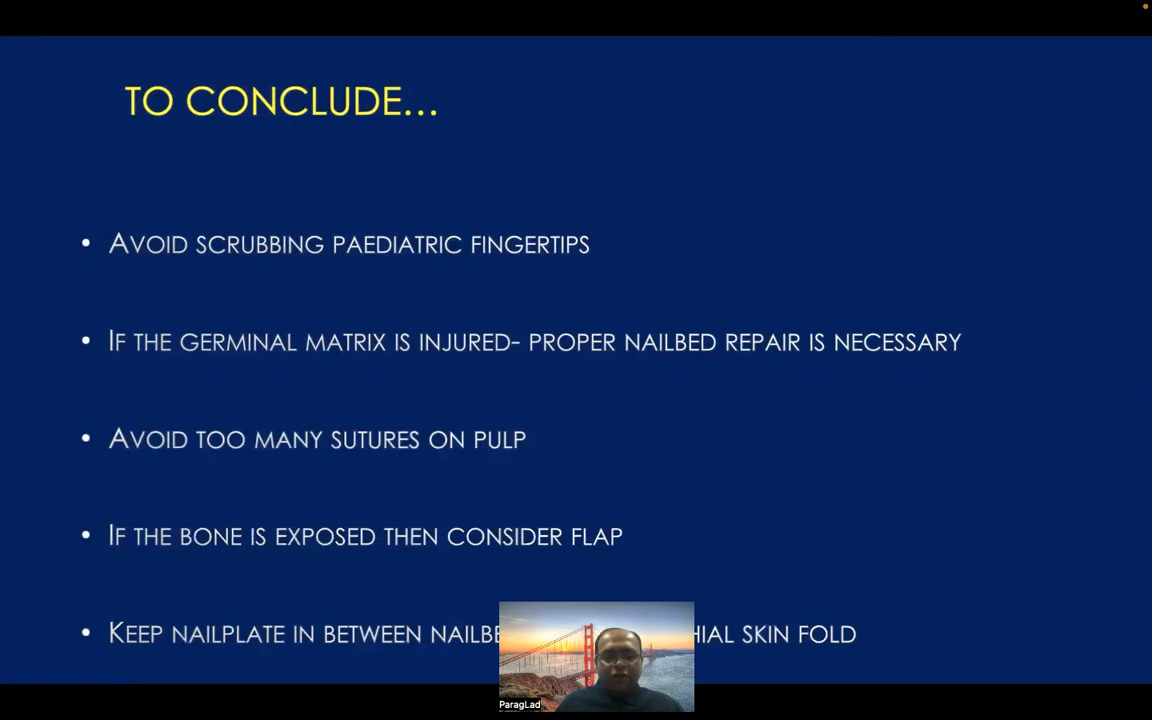 TO CONCLUDE...
• AVOID SCRUBBING PAEDIATRIC FINGERTIPS
• IF THE GERMINAL MATRIX IS INJURED- PROPER NAILBED REPAIR IS NECESSARY
• AVOID TOO MANY SUTURES ON PULP
• IF THE BONE IS EXPOSED THEN CONSIDER FLAP
• KEEP NAILPLATE IN BETWEEN SKIN FOLD
ParagLad